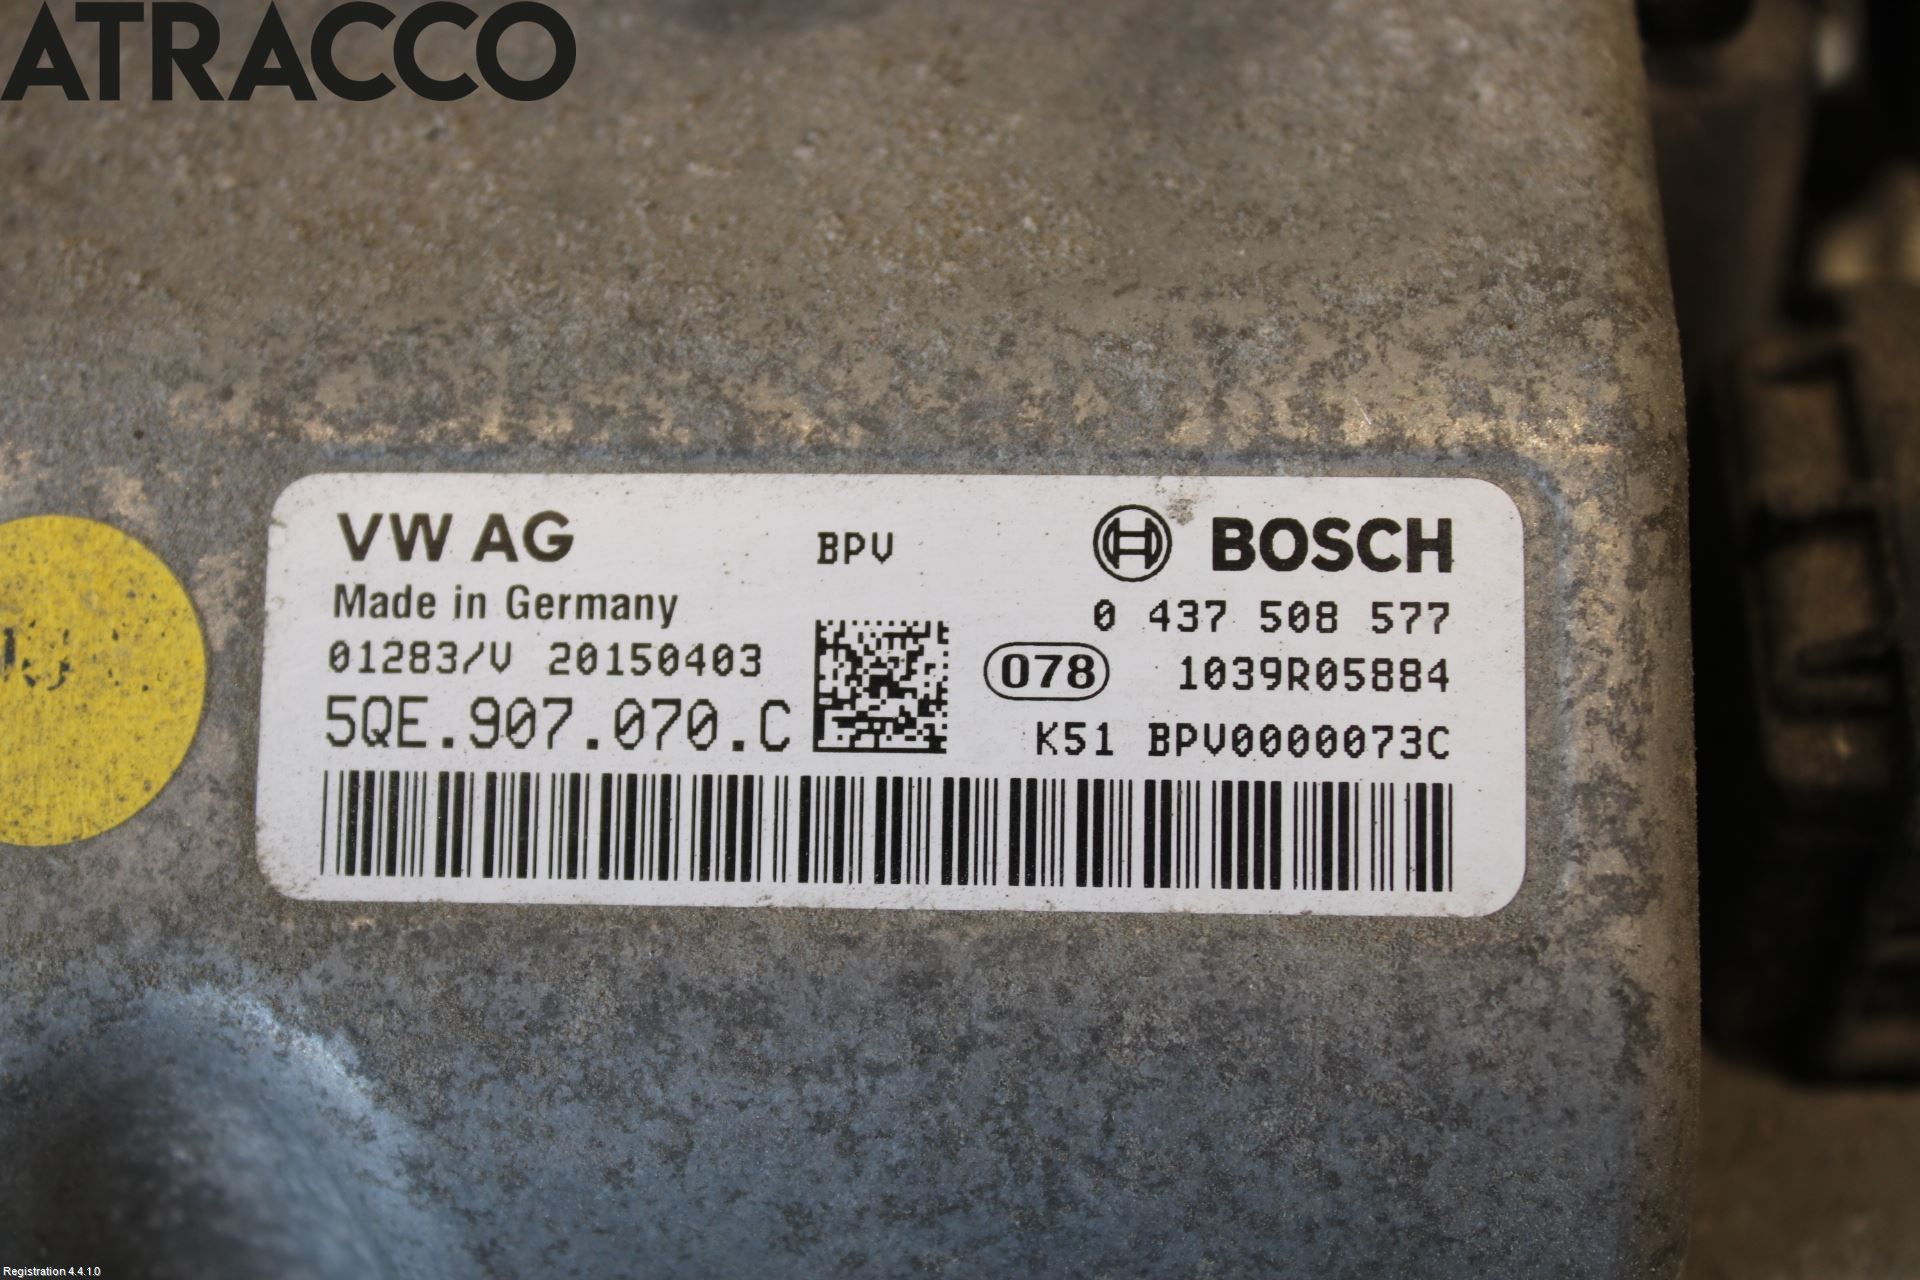 ATRACCO
VW AG BPV BOSCH
Made in Germany 0 437 508 577
01283/V 20150403 078 1039R05884
5QE.907.070.C K51 BPV0000073C
Registration 4.4.1.0